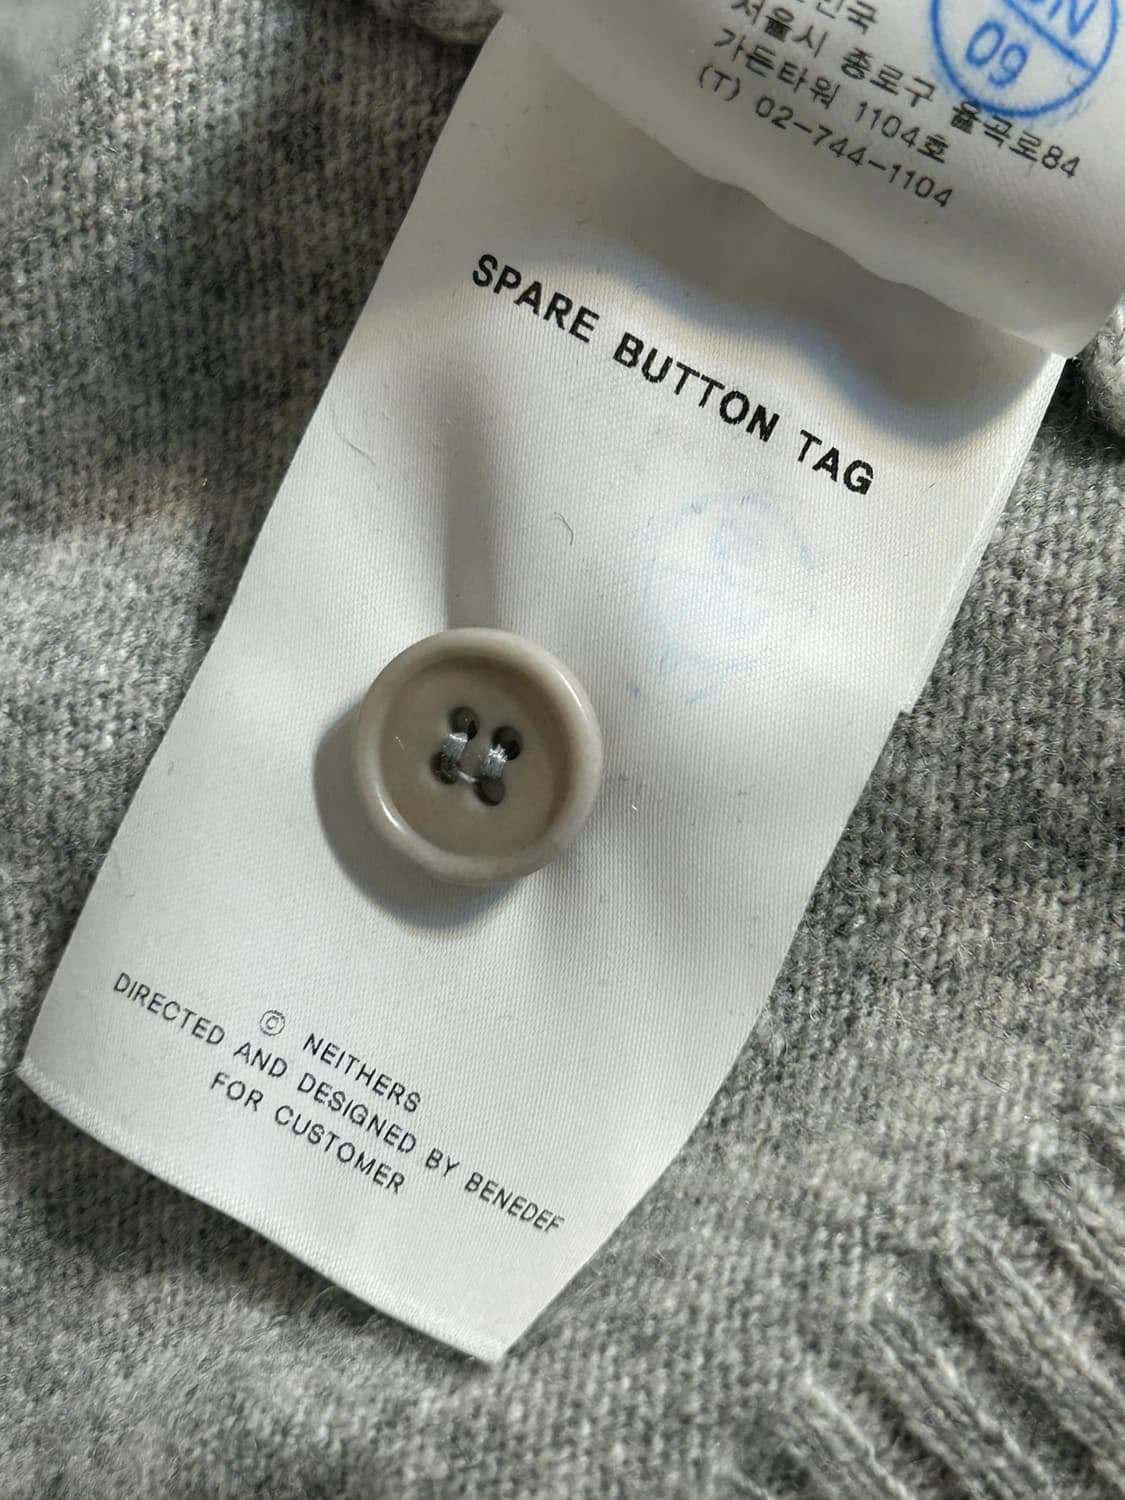 서울시 종로구 율곡로84
가든타워 1104호
(T) 02-744-1104
09
SPARE BUTTON TAG
© NEITHERS
DIRECTED AND DESIGNED BY BENEDEF
FOR CUSTOMER